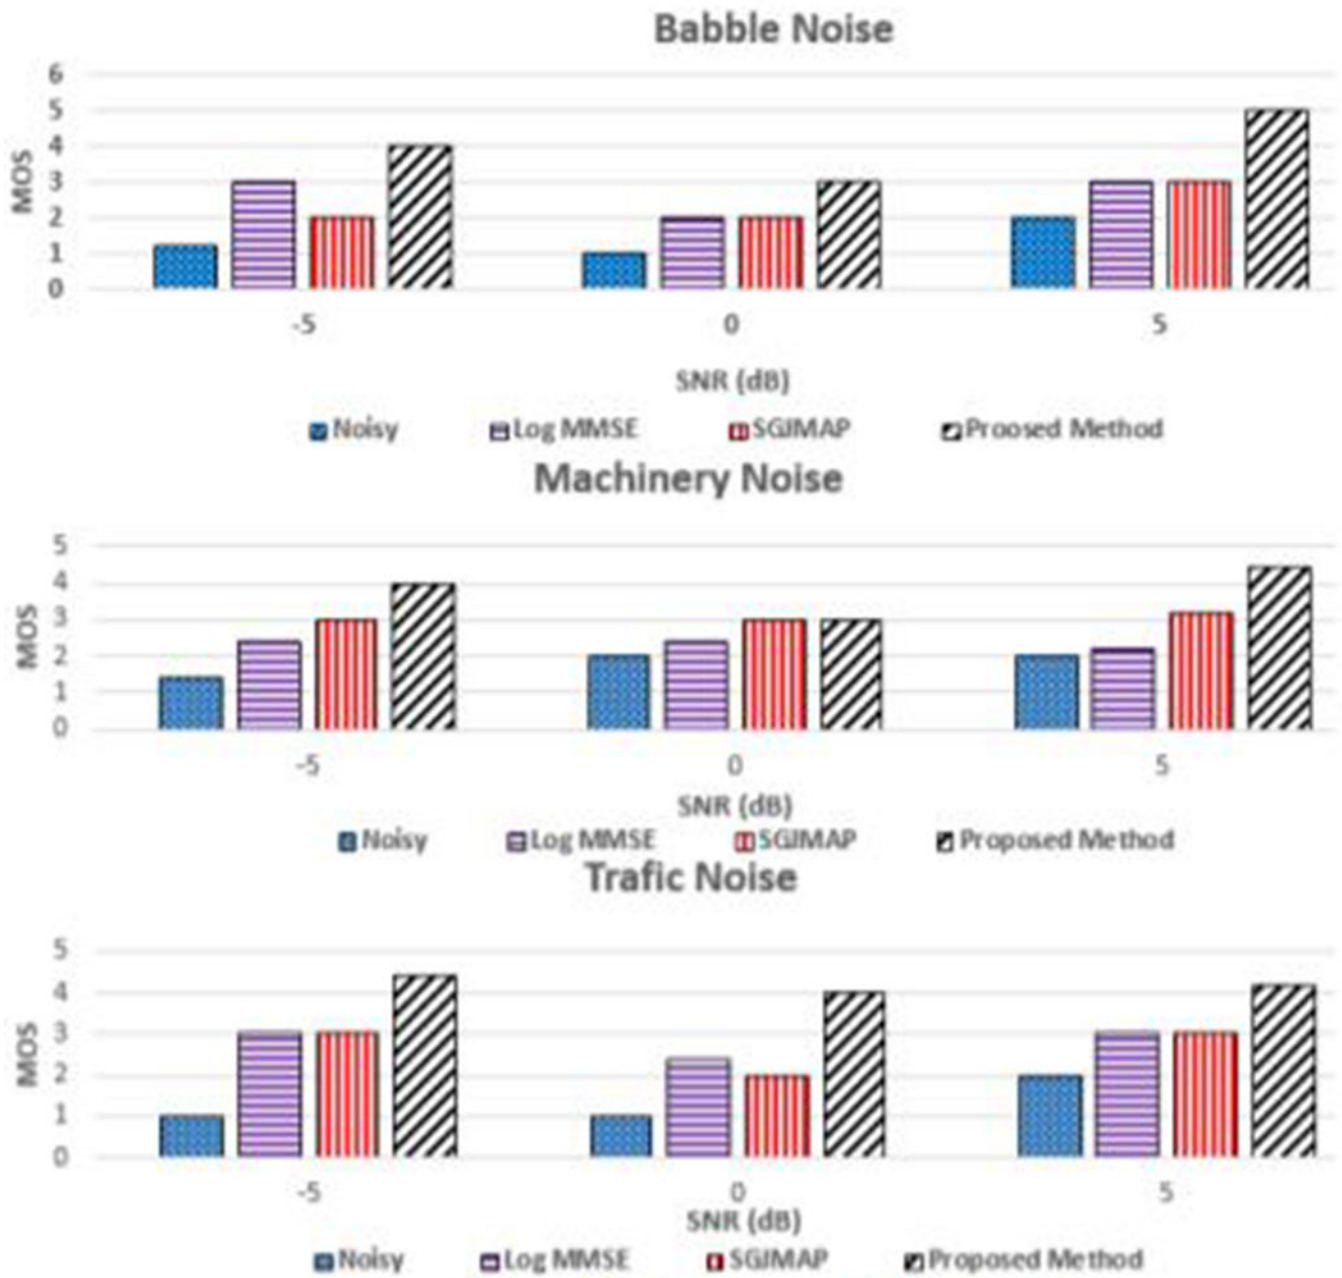 Babble Noise
6
5
4
3
2
1
0
MOS
-5 0 5
SNR (dB)
Noisy Log MMSE SGJMAP Proosed Method
Machinery Noise
5
4
3
2
1
0
MOS
-5 0 5
SNR (dB)
Noisy Log MMSE SGJMAP Proposed Method
Trafic Noise
5
4
3
2
1
0
MOS
-5 0 5
SNR (dB)
Noisy Log MMSE SGJMAP Proposed Method